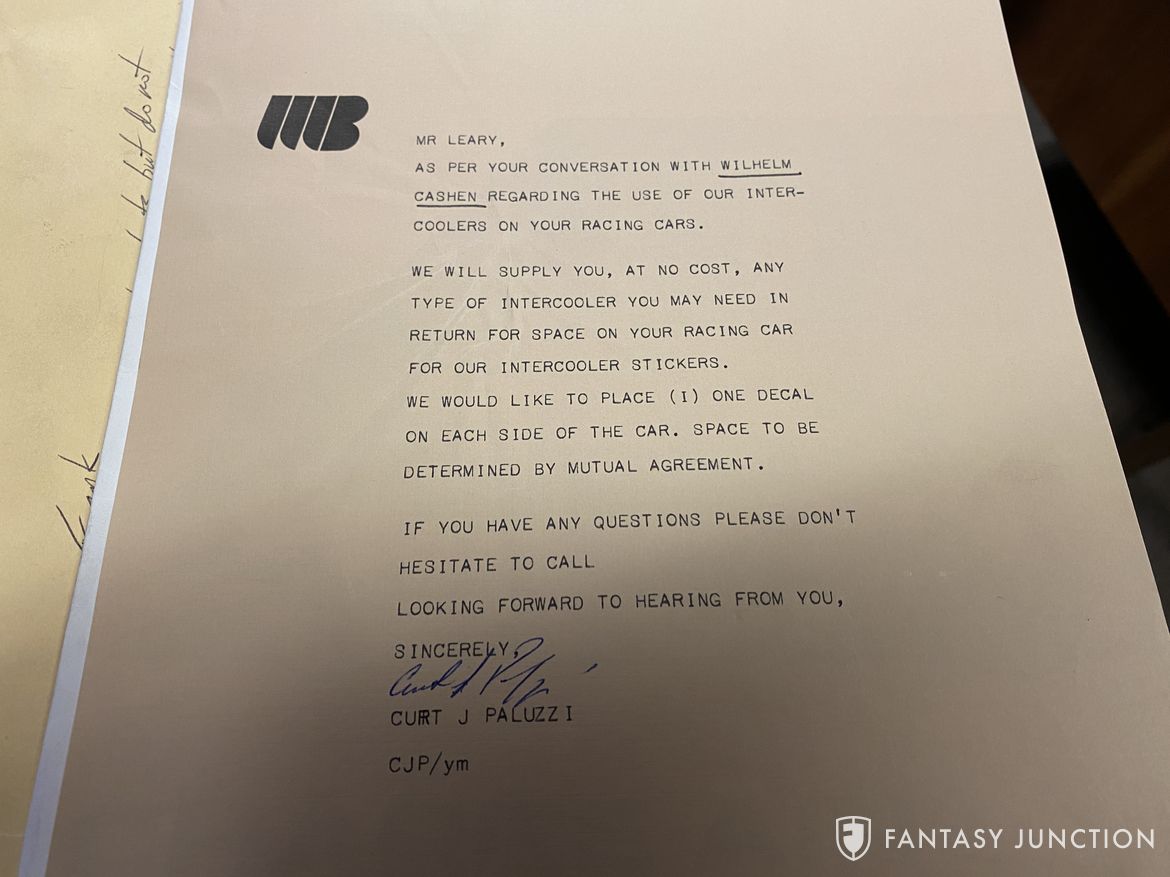 MR LEARY,
AS PER YOUR CONVERSATION WITH WILHELM
CASHEN REGARDING THE USE OF OUR INTER-
COOLERS ON YOUR RACING CARS.
WE WILL SUPPLY YOU, AT NO COST, ANY
TYPE OF INTERCOOLER YOU MAY NEED IN
RETURN FOR SPACE ON YOUR RACING CAR
FOR OUR INTERCOOLER STICKERS.
WE WOULD LIKE TO PLACE (I) ONE DECAL
ON EACH SIDE OF THE CAR. SPACE TO BE
DETERMINED BY MUTUAL AGREEMENT.
IF YOU HAVE ANY QUESTIONS PLEASE DON'T
HESITATE TO CALL
LOOKING FORWARD TO HEARING FROM YOU,
SINCERELY,
CURT J PALUZZI
CJP/ym
but do not
FANTASY JUNCTION